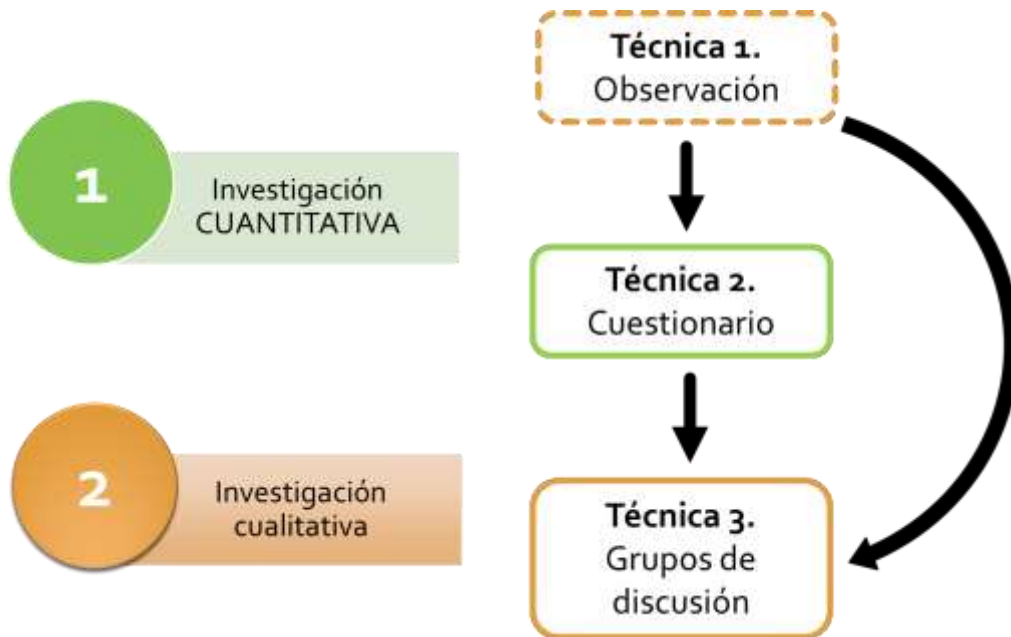 1
Investigación
CUANTITATIVA
2
Investigación
cualitativa
Técnica 1.
Observación
Técnica 2.
Cuestionario
Técnica 3.
Grupos de
discusión